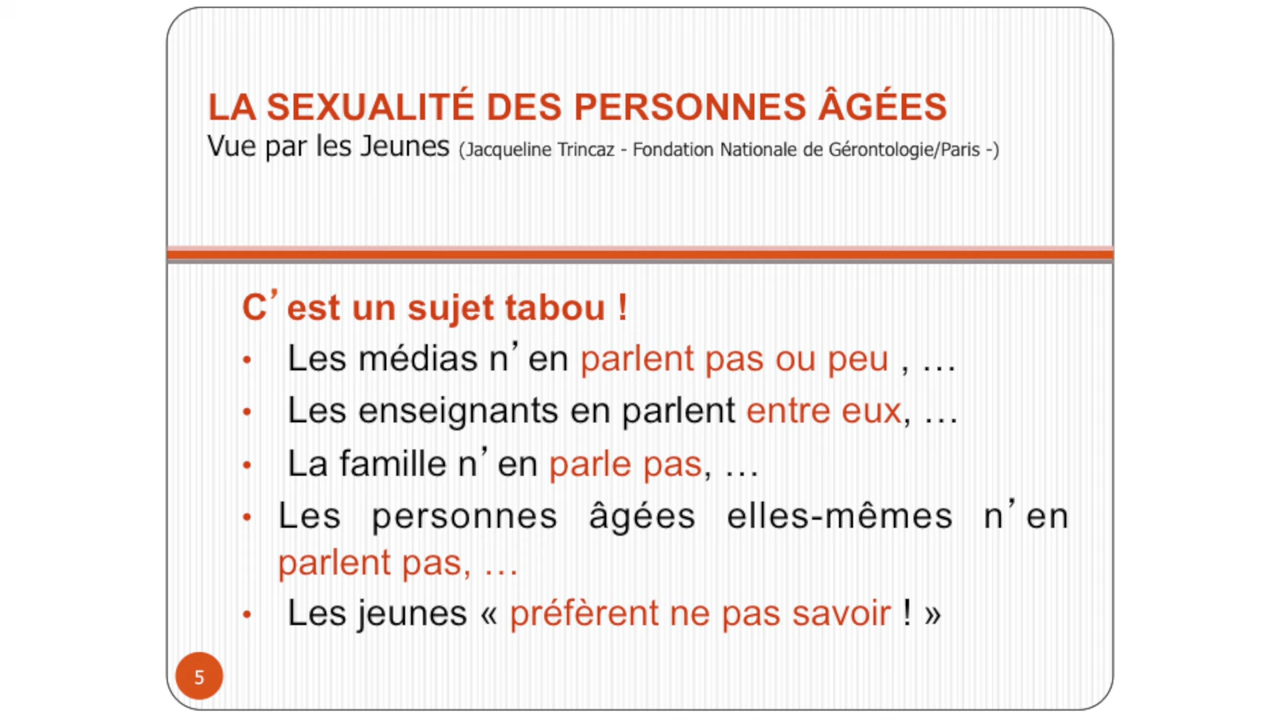 LA SEXUALITÉ DES PERSONNES ÂGÉES
Vue par les Jeunes (Jacqueline Trincaz - Fondation Nationale de Gérontologie/Paris -)
C’est un sujet tabou !
• Les médias n’en parlent pas ou peu , …
• Les enseignants en parlent entre eux, …
• La famille n’en parle pas, …
• Les personnes âgées elles-mêmes n’en
parlent pas, …
• Les jeunes « préfèrent ne pas savoir ! »
5